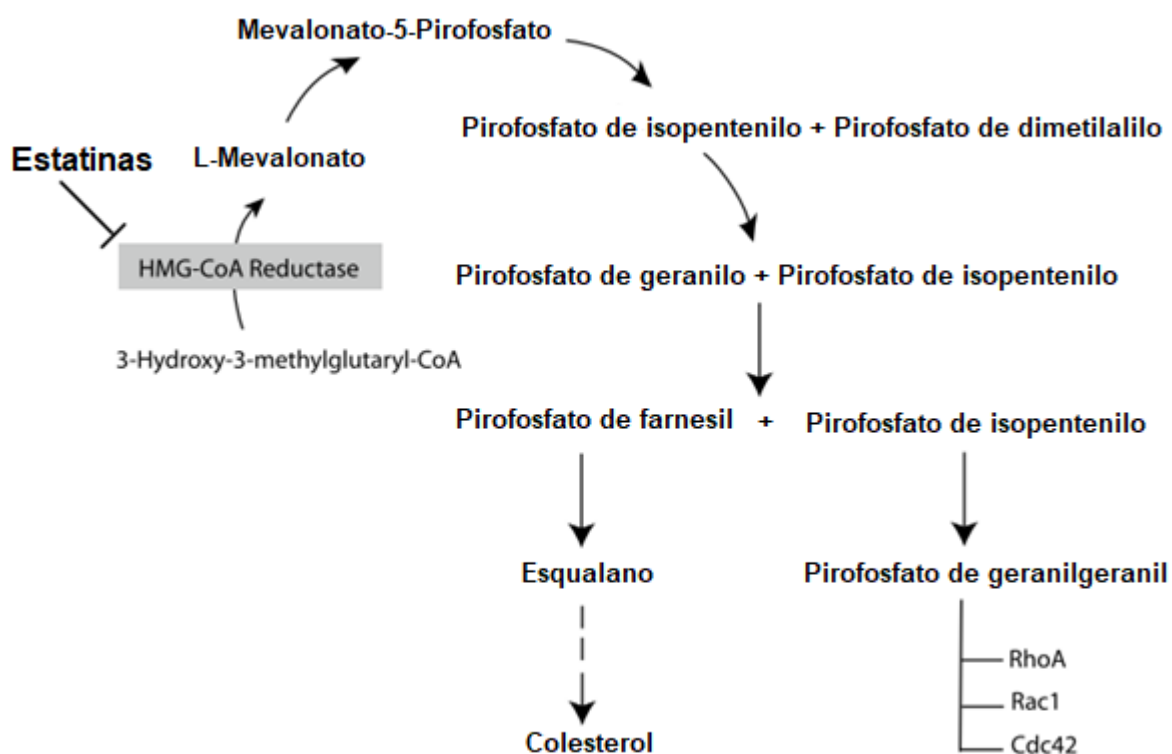 Mevalonato-5-Pirofosfato
Pirofosfato de isopentenilo + Pirofosfato de dimetilalilo
Estatinas
L-Mevalonato
HMG-CoA Reductase
Pirofosfato de geranilo + Pirofosfato de isopentenilo
3-Hydroxy-3-methylglutaryl-CoA
Pirofosfato de farnesil + Pirofosfato de isopentenilo
Esqualano
Pirofosfato de geranilgeranil
RhoA
Rac1
Colesterol
Cdc42